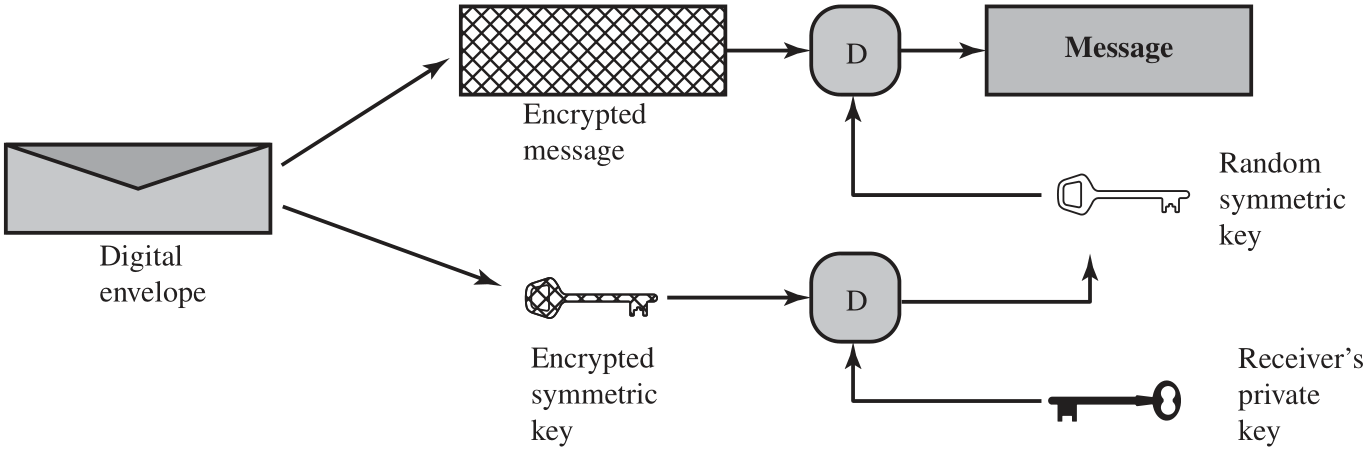 D
Message
Encrypted
message
Random
symmetric
key
Digital
envelope
D
Encrypted
symmetric
key
Receiver’s
private
key